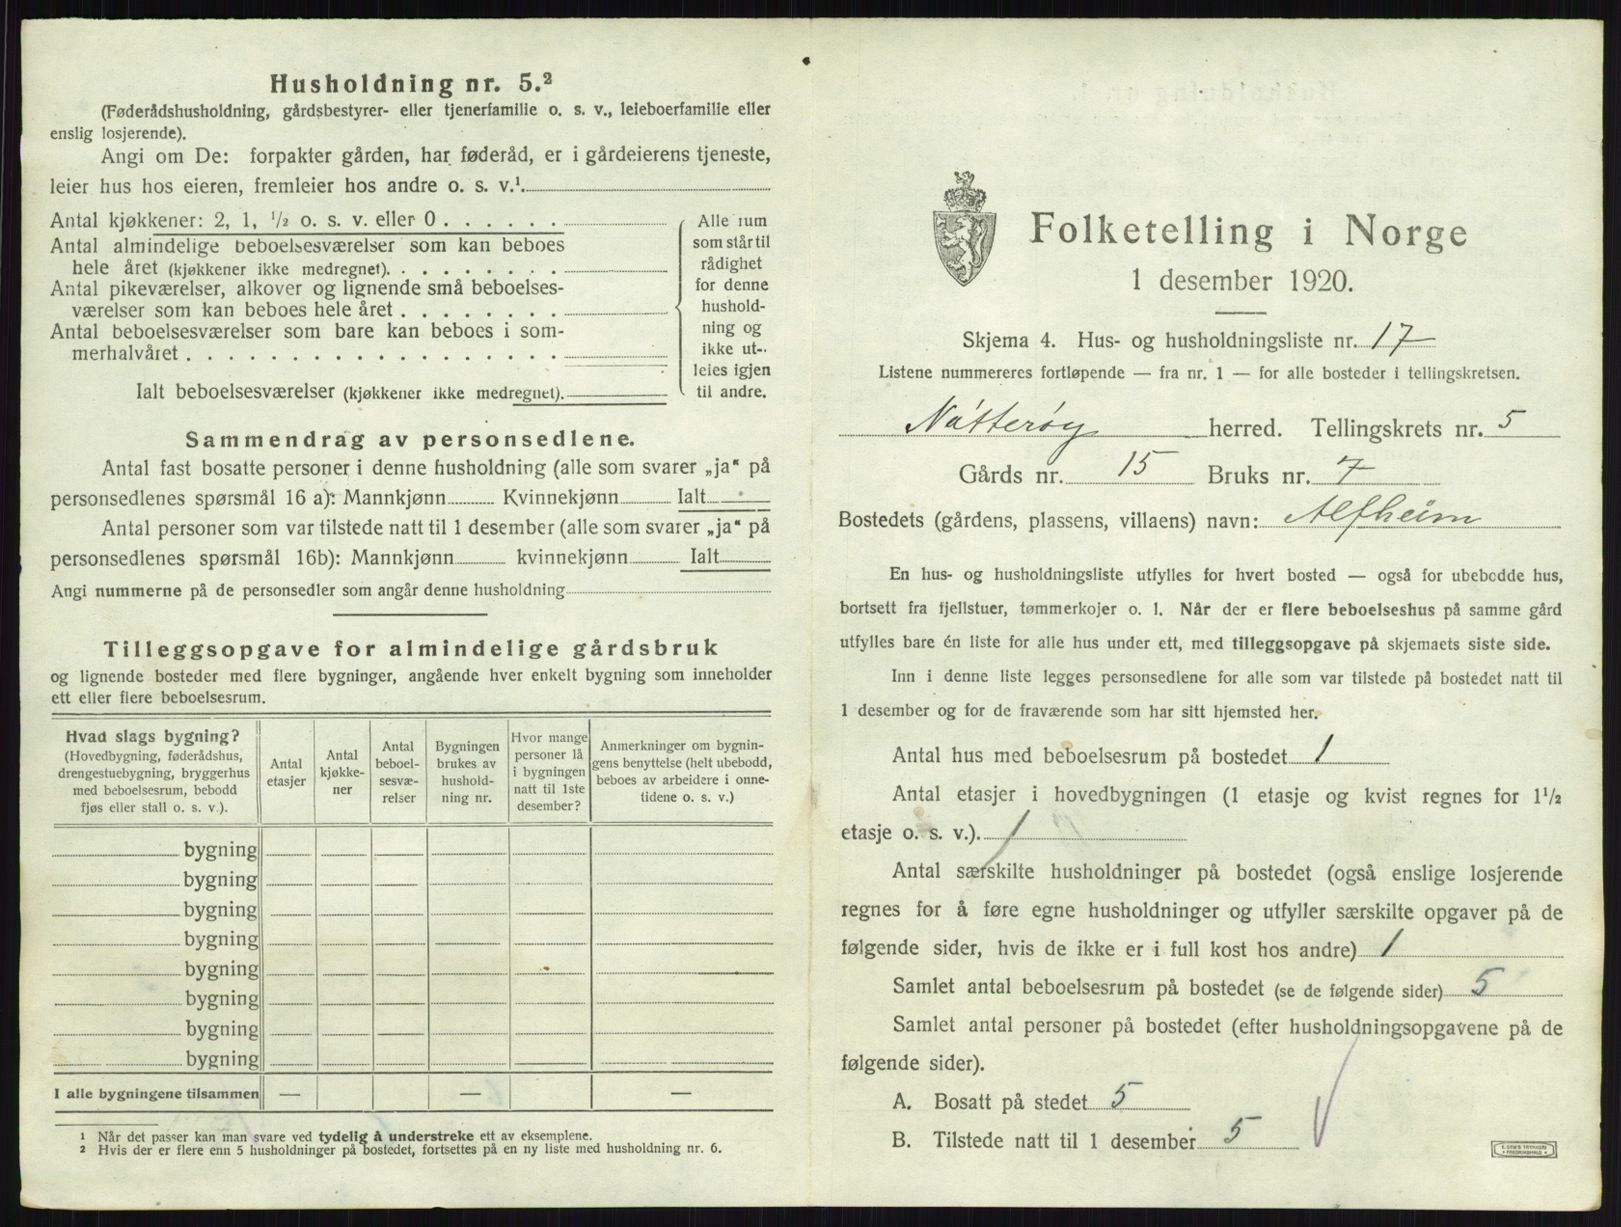 Husholdning nr. 5.²
(Føderådshusholdning, gårdsbestyrer- eller tjenerfamilie o. s. v., leieboerfamilie eller
enslig losjerende).
Angi om De: forpakter gården, har føderåd, er i gårdeierens tjeneste,
leier hus hos eieren, fremleier hos andre o. s. v.¹
Antal kjøkkener: 2, 1, ¹/₂ o. s. v. eller 0 . . . . . .
Antal almindelige beboelsesværelser som kan beboes
hele året (kjøkkener ikke medregnet). . . . . . . . .
Antal pikeværelser, alkover og lignende små beboelses-
værelser som kan beboes hele året . . . . . . . .
Antal beboelsesværelser som bare kan beboes i som-
merhalvåret . . . . . . . . . . . . . . . . . .
Ialt beboelsesværelser (kjøkkener ikke medregnet).
Alle rum
som står til
rådighet
for denne
hushold-
ning og
ikke ut-
leies igjen
til andre.
Sammendrag av personsedlene.
Antal fast bosatte personer i denne husholdning (alle som svarer „ja“ på
personsedlenes spørsmål 16 a): Mannkjønn Kvinnekjønn Ialt
Antal personer som var tilstede natt til 1 desember (alle som svarer „ja“ på
personsedlenes spørsmål 16b): Mannkjønn kvinnekjønn Ialt
Angi nummerne på de personsedler som angår denne husholdning
Tilleggsopgave for almindelige gårdsbruk
og lignende bosteder med flere bygninger, angående hver enkelt bygning som inneholder
ett eller flere beboelsesrum.
Hvad slags bygning?
(Hovedbygning, føderådshus,
drengestuebygning, bryggerhus
med beboelsesrum, bebodd
fjøs eller stall o. s. v.).
Antal
etasjer
Antal
kjøkke-
ner
Antal
beboel-
sesvæ-
relser
Bygningen
brukes av
hushold-
ning nr.
Hvor mange
personer lå
i bygningen
natt til 1ste
desember?
Anmerkninger om bygnin-
gens benyttelse (helt ubebodd,
beboes av arbeidere i onne-
tidene o. s. v.)
bygning
bygning
bygning
bygning
bygning
bygning
bygning
bygning
I alle bygningene tilsammen — — —
¹ Når det passer kan man svare ved tydelig å understreke ett av eksemplene.
² Hvis der er flere enn 5 husholdninger på bostedet, fortsettes på en ny liste med husholdning nr. 6.
Folketelling i Norge
1 desember 1920.
Skjema 4. Hus- og husholdningsliste nr. 17
Listene nummereres fortløpende — fra nr. 1 — for alle bosteder i tellingskretsen.
Nøtterøy herred. Tellingskrets nr. 5
Gårds nr. 15 Bruks nr. 7
Bostedets (gårdens, plassens, villaens) navn: Alfheim
En hus- og husholdningsliste utfylles for hvert bosted — også for ubebodde hus,
bortsett fra fjellstuer, tømmerkojer o. l. Når der er flere beboelseshus på samme gård
utfylles bare én liste for alle hus under ett, med tilleggsopgave på skjemaets siste side.
Inn i denne liste legges personsedlene for alle som var tilstede på bostedet natt til
1 desember og for de fraværende som har sitt hjemsted her.
Antal hus med beboelsesrum på bostedet 1
Antal etasjer i hovedbygningen (1 etasje og kvist regnes for 1¹/₂
etasje o. s. v.). 1
Antal særskilte husholdninger på bostedet (også enslige losjerende
regnes for å føre egne husholdninger og utfyller særskilte opgaver på de
følgende sider, hvis de ikke er i full kost hos andre) 1
Samlet antal beboelsesrum på bostedet (se de følgende sider) 5
Samlet antal personer på bostedet (efter husholdningsopgavene på de
følgende sider).
A. Bosatt på stedet 5
B. Tilstede natt til 1 desember 5